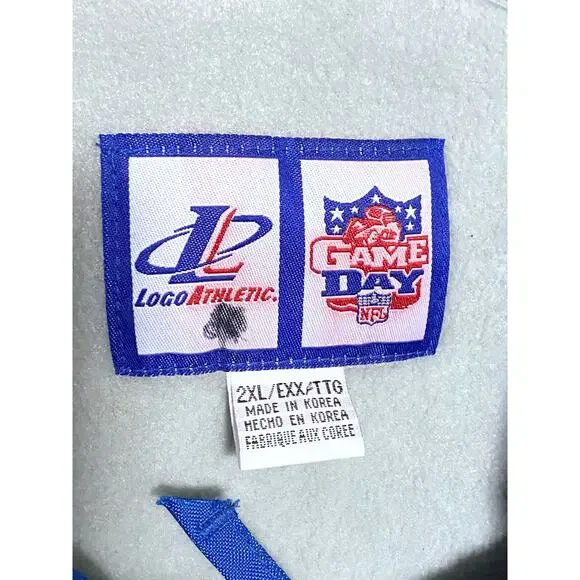 LOGO ATHLETIC.
GAME
DAY
NFL
2XL/EXX/TTG
MADE IN KOREA
HECHO EN KOREA
FABRIQUE AUX COREE